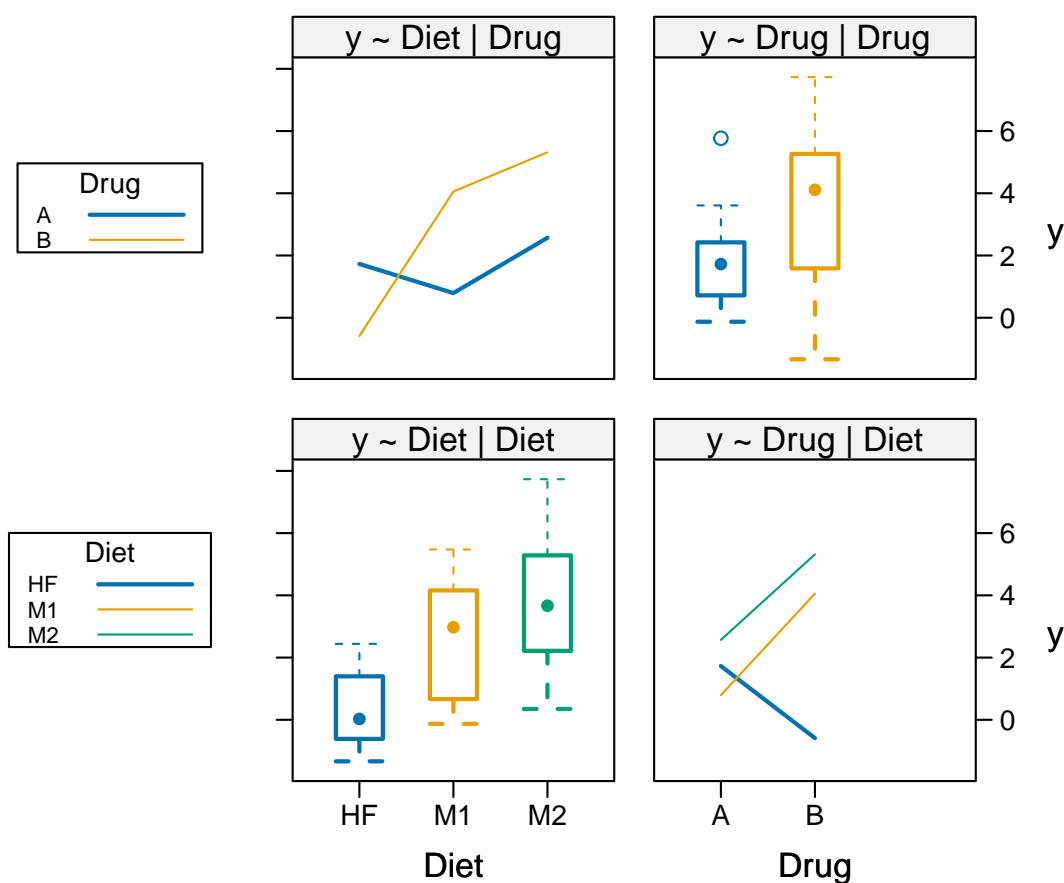 y ~ Diet | Drug
y ~ Drug | Drug
Drug
A
B
6
4
2
0
y
y ~ Diet | Diet
y ~ Drug | Diet
Diet
HF
M1
M2
6
4
2
0
y
HF M1 M2
A B
Diet
Drug